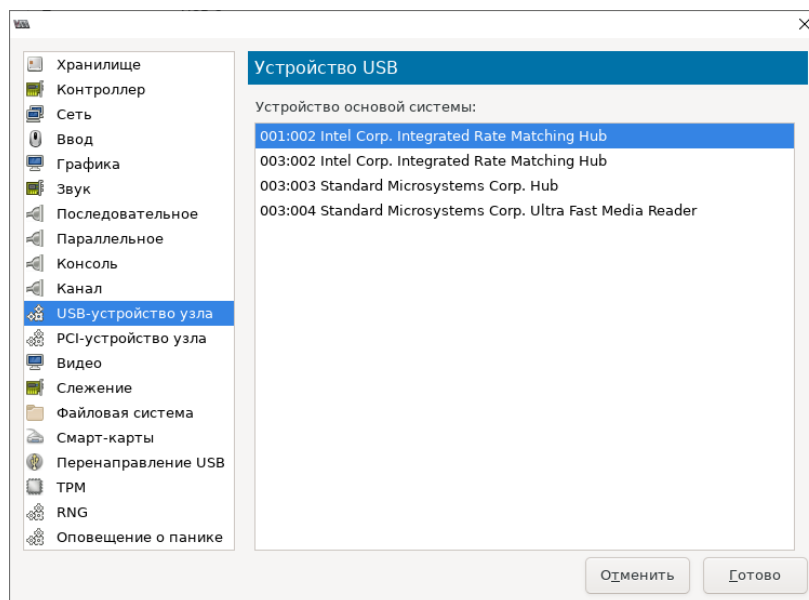 Хранилище
Контроллер
Сеть
Ввод
Графика
Звук
Последовательное
Параллельное
Консоль
Канал
USB-устройство узла
PCI-устройство узла
Видео
Слежение
Файловая система
Смарт-карты
Перенаправление USB
TPM
RNG
Оповещение о панике
Устройство USB
Устройство основой системы:
001:002 Intel Corp. Integrated Rate Matching Hub
003:002 Intel Corp. Integrated Rate Matching Hub
003:003 Standard Microsystems Corp. Hub
003:004 Standard Microsystems Corp. Ultra Fast Media Reader
Отменить
Готово